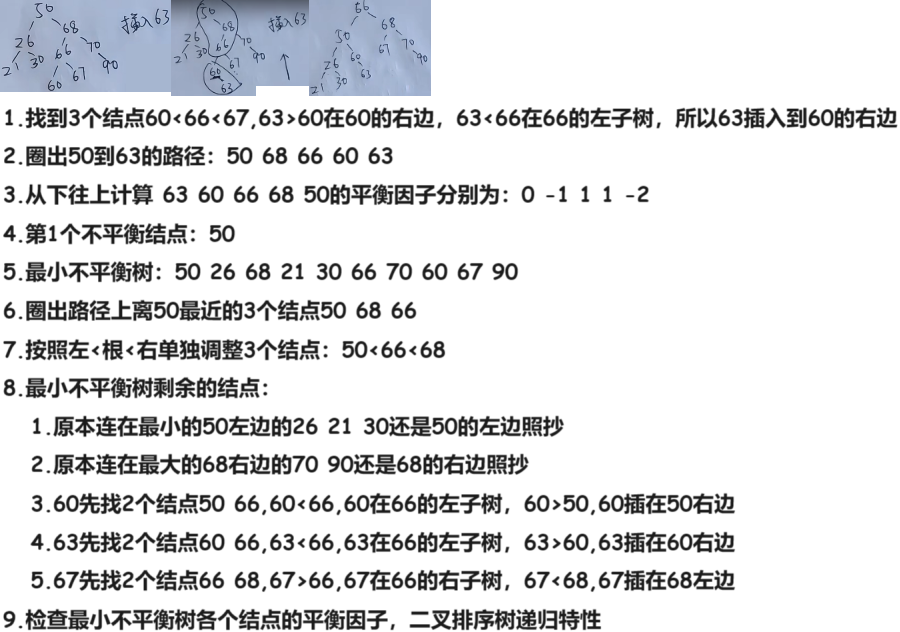 50
26 68
21 30 66 70
60 67 90
插入63
50
26 68
21 30 66 70
60 67 90
63
插入63
66
50 68
26 60 67 70
21 30 63 90
1.找到3个结点60<66<67,63>60在60的右边，63<66在66的左子树，所以63插入到60的右边
2.圈出50到63的路径：50 68 66 60 63
3.从下往上计算 63 60 66 68 50的平衡因子分别为：0 -1 1 1 -2
4.第1个不平衡结点：50
5.最小不平衡树：50 26 68 21 30 66 70 60 67 90
6.圈出路径上离50最近的3个结点50 68 66
7.按照左<根<右单独调整3个结点：50<66<68
8.最小不平衡树剩余的结点：
1.原本连在最小的50左边的26 21 30还是50的左边照抄
2.原本连在最大的68右边的70 90还是68的右边照抄
3.60先找2个结点50 66,60<66,60在66的左子树，60>50,60插在50右边
4.63先找2个结点60 66,63<66,63在66的左子树，63>60,63插在60右边
5.67先找2个结点66 68,67>66,67在66的右子树，67<68,67插在68左边
9.检查最小不平衡树各个结点的平衡因子，二叉排序树递归特性